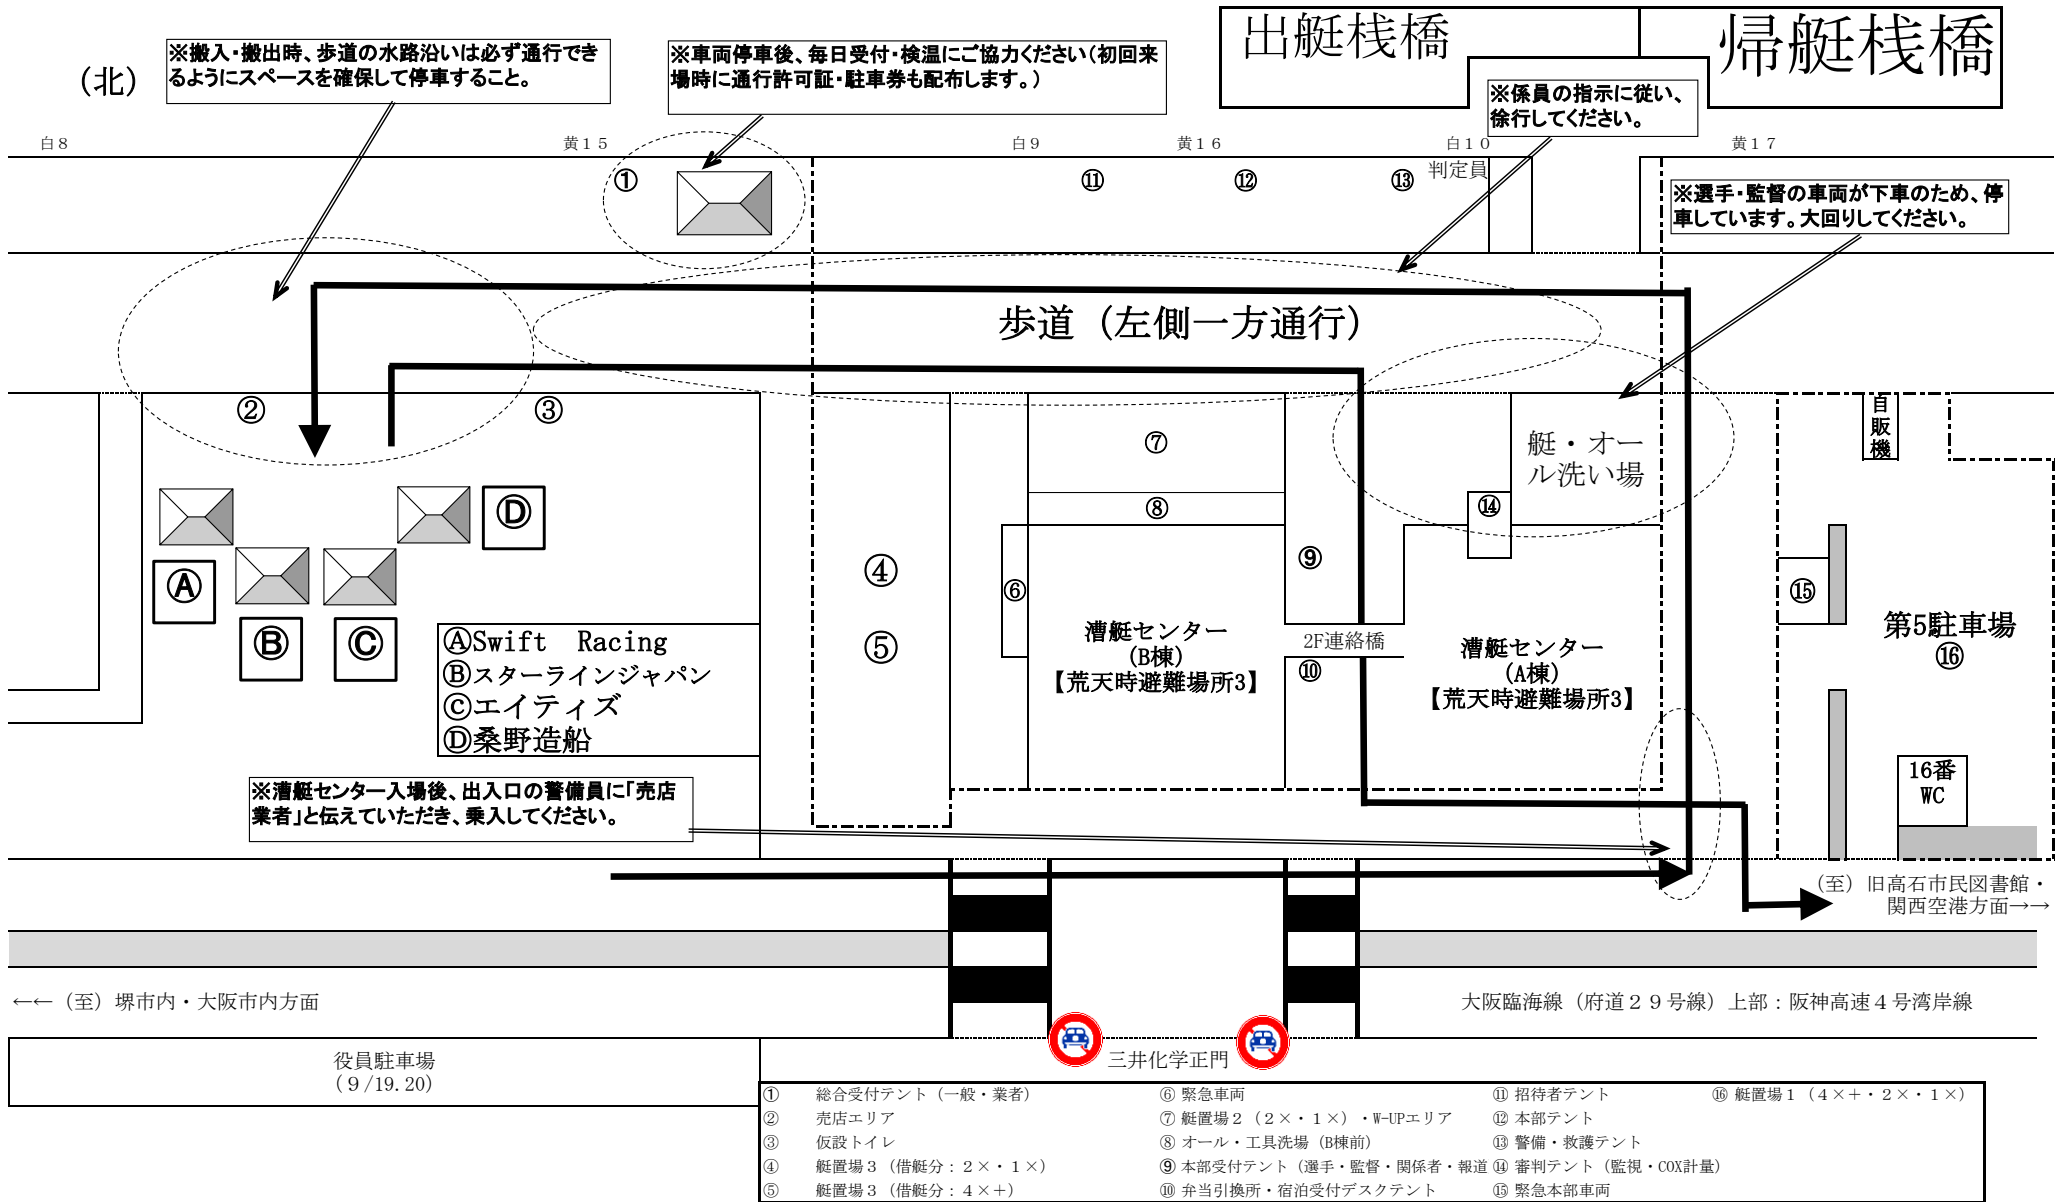 出艇桟橋
帰艇桟橋
(北)
※搬入・搬出時、歩道の水路沿いは必ず通行でき
るようにスペースを確保して停車すること。
※車両停車後、毎日受付・検温にご協力ください(初回来
場時に通行許可証・駐車券も配布します。)
※係員の指示に従い、
徐行してください。
白8
黄15
白9
黄16
白10
黄17
①
⑪
⑫
⑬
判定員
※選手・監督の車両が下車のため、停
車しています。大回りしてください。
歩道(左側一方通行)
②
③
⑦
⑧
艇・オー
ル洗い場
自
販
機
⑭
Ⓓ
④
⑨
Ⓐ
⑥
⑮
Ⓑ
Ⓒ
⑤
漕艇センター
(B棟)
【荒天時避難場所3】
2F連絡橋
⑩
漕艇センター
(A棟)
【荒天時避難場所3】
第5駐車場
⑯
ⒶSwift Racing
Ⓑスターラインジャパン
Ⓒエイティズ
Ⓓ桑野造船
※漕艇センター入場後、出入口の警備員に「売店
業者」と伝えていただき、乗入してください。
16番
WC
(至)旧高石市民図書館・
関西空港方面→→
←←(至)堺市内・大阪市内方面
大阪臨海線(府道29号線)上部：阪神高速4号湾岸線
役員駐車場
(9/19.20)
三井化学正門
① 総合受付テント(一般・業者)
② 売店エリア
③ 仮設トイレ
④ 艇置場3(借艇分：2×・1×)
⑤ 艇置場3(借艇分：4×+)
⑥ 緊急車両
⑦ 艇置場2(2×・1×)・W-UPエリア
⑧ オール・工具洗場(B棟前)
⑨ 本部受付テント(選手・監督・関係者・報道
⑩ 弁当引換所・宿泊受付デスクテント
⑪ 招待者テント
⑫ 本部テント
⑬ 警備・救護テント
⑭ 審判テント(監視・COX計量)
⑮ 緊急本部車両
⑯ 艇置場1(4×+・2×・1×)